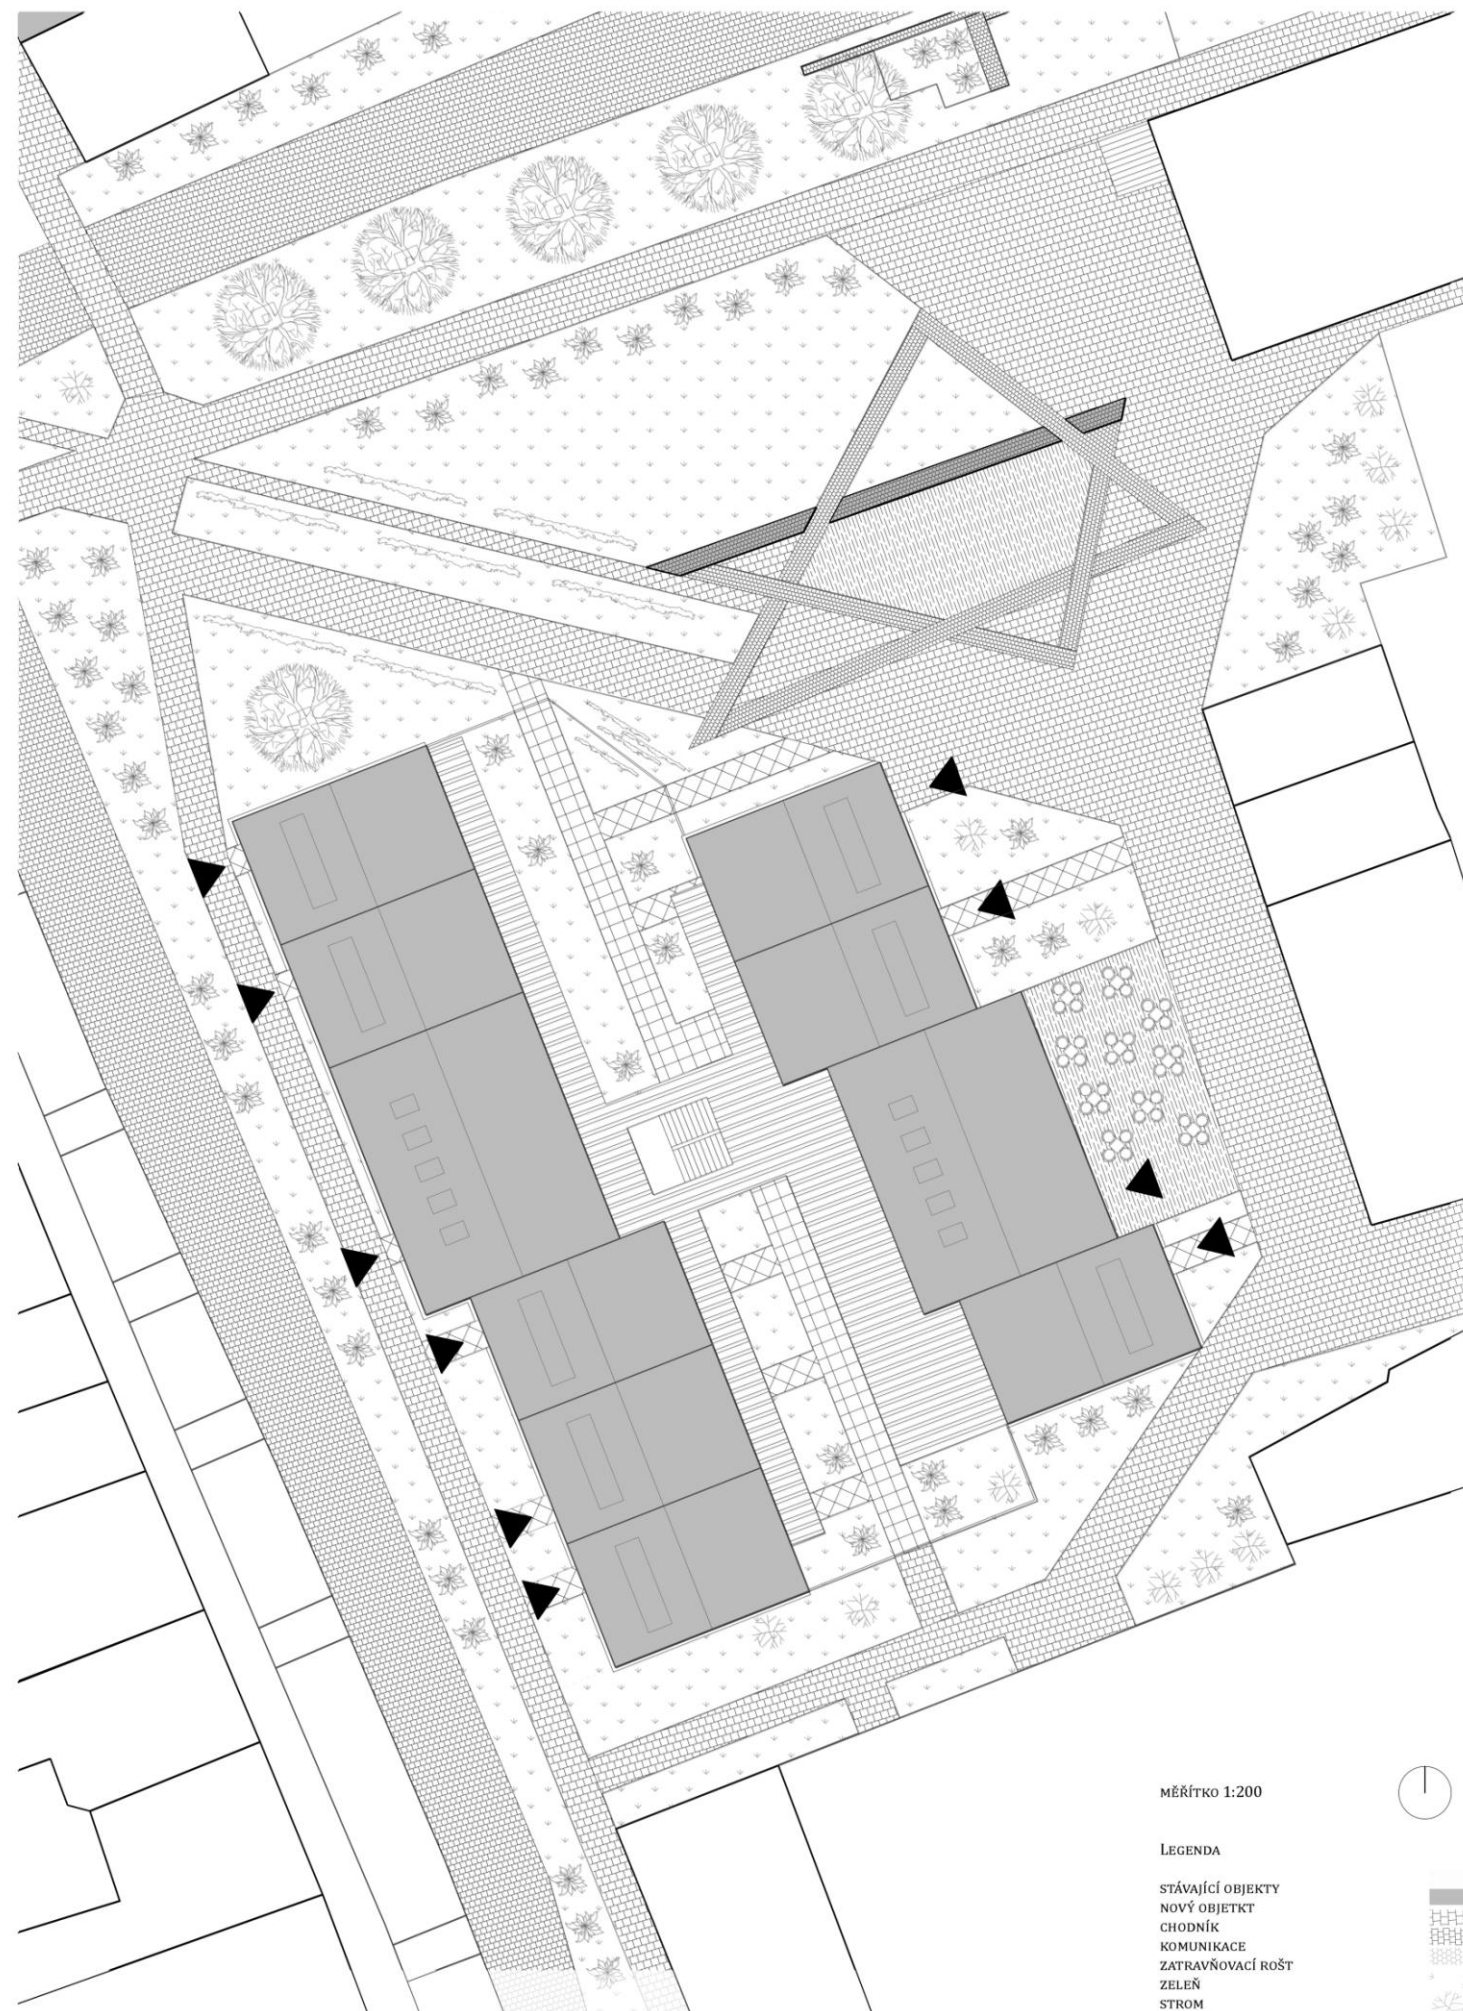 MĚŘÍTKO 1:200
LEGENDA
STÁVAJÍCÍ OBJEKTY
NOVÝ OBJETKT
CHODNÍK
KOMUNIKACE
ZATRAVŇOVACÍ ROŠT
ZELEŇ
STROM